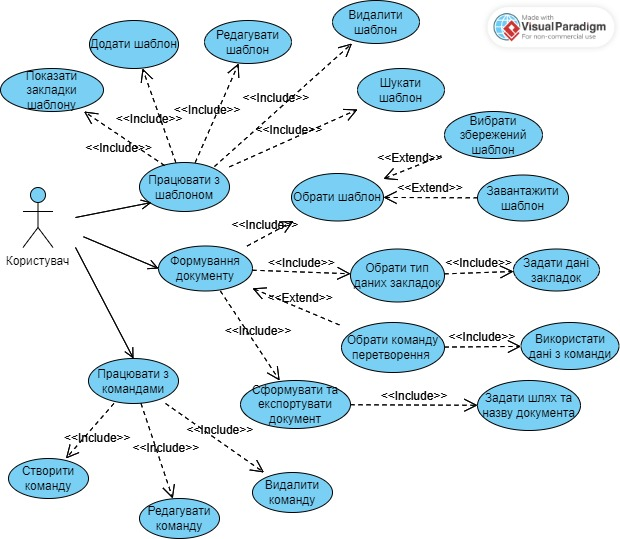 Made with
VisualParadigm
For non-commercial use
Видалити
шаблон
Додати шаблон
Редагувати
шаблон
Показати
закладки
шаблону
Шукати
шаблон
<<Include>>
<<Include>>
<<Include>>
<<Include>>
<<Include>>
Вибрати
збережений
шаблон
<<Extend>>
Працювати з
шаблоном
Обрати шаблон
<<Extend>>
Завантажити
шаблон
Користувач
<<Include>>
Формування
документу
<<Include>>
Обрати тип
даних закладок
<<Include>>
Задати дані
закладок
<<Extend>>
<<Include>>
Обрати команду
перетворення
<<Include>>
Використати
дані з команди
Працювати з
командами
Сформувати та
експортувати
документ
<<Include>>
Задати шлях та
назву документа
<<Include>>
<<Include>>
<<Include>>
Створити
команду
Редагувати
команду
Видалити
команду